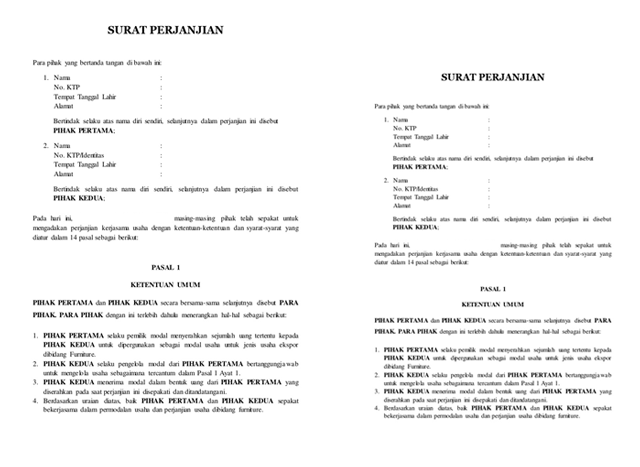 SURAT PERJANJIAN
Para pihak yang bertanda tangan di bawah ini:
1. Nama :
No. KTP :
Tempat Tanggal Lahir :
Alamat :
Bertindak selaku atas nama diri sendiri, selanjutnya dalam perjanjian ini disebut
PIHAK PERTAMA;
2. Nama :
No. KTP/Identitas :
Tempat Tanggal Lahir :
Alamat :
Bertindak selaku atas nama diri sendiri, selanjutnya dalam perjanjian ini disebut
PIHAK KEDUA;
Pada hari ini, masing-masing pihak telah sepakat untuk
mengadakan perjanjian kerjasama usaha dengan ketentuan-ketentuan dan syarat-syarat yang
diatur dalam 14 pasal sebagai berikut:
PASAL 1
KETENTUAN UMUM
PIHAK PERTAMA dan PIHAK KEDUA secara bersama-sama selanjutnya disebut PARA
PIHAK. PARA PIHAK dengan ini terlebih dahulu menerangkan hal-hal sebagai berikut:
1. PIHAK PERTAMA selaku pemilik modal menyerahkan sejumlah uang tertentu kepada
PIHAK KEDUA untuk dipergunakan sebagai modal usaha untuk jenis usaha ekspor
dibidang Furniture.
2. PIHAK KEDUA selaku pengelola modal dari PIHAK PERTAMA bertanggungjawab
untuk mengelola usaha sebagaimana tercantum dalam Pasal 1 Ayat 1.
3. PIHAK KEDUA menerima modal dalam bentuk uang dari PIHAK PERTAMA yang
diserahkan pada saat perjanjian ini disepakati dan ditandatangani.
4. Berdasarkan uraian diatas, baik PIHAK PERTAMA dan PIHAK KEDUA sepakat
bekerjasama dalam permodalan usaha dan perjanjian usaha dibidang furniture.
SURAT PERJANJIAN
Para pihak yang bertanda tangan di bawah ini:
1. Nama :
No. KTP :
Tempat Tanggal Lahir :
Alamat :
Bertindak selaku atas nama diri sendiri, selanjutnya dalam perjanjian ini disebut
PIHAK PERTAMA;
2. Nama :
No. KTP/Identitas :
Tempat Tanggal Lahir :
Alamat :
Bertindak selaku atas nama diri sendiri, selanjutnya dalam perjanjian ini disebut
PIHAK KEDUA;
Pada hari ini, masing-masing pihak telah sepakat untuk
mengadakan perjanjian kerjasama usaha dengan ketentuan-ketentuan dan syarat-syarat yang
diatur dalam 14 pasal sebagai berikut:
PASAL 1
KETENTUAN UMUM
PIHAK PERTAMA dan PIHAK KEDUA secara bersama-sama selanjutnya disebut PARA
PIHAK. PARA PIHAK dengan ini terlebih dahulu menerangkan hal-hal sebagai berikut:
1. PIHAK PERTAMA selaku pemilik modal menyerahkan sejumlah uang tertentu kepada
PIHAK KEDUA untuk dipergunakan sebagai modal usaha untuk jenis usaha ekspor
dibidang Furniture.
2. PIHAK KEDUA selaku pengelola modal dari PIHAK PERTAMA bertanggungjawab
untuk mengelola usaha sebagaimana tercantum dalam Pasal 1 Ayat 1.
3. PIHAK KEDUA menerima modal dalam bentuk uang dari PIHAK PERTAMA yang
diserahkan pada saat perjanjian ini disepakati dan ditandatangani.
4. Berdasarkan uraian diatas, baik PIHAK PERTAMA dan PIHAK KEDUA sepakat
bekerjasama dalam permodalan usaha dan perjanjian usaha dibidang furniture.